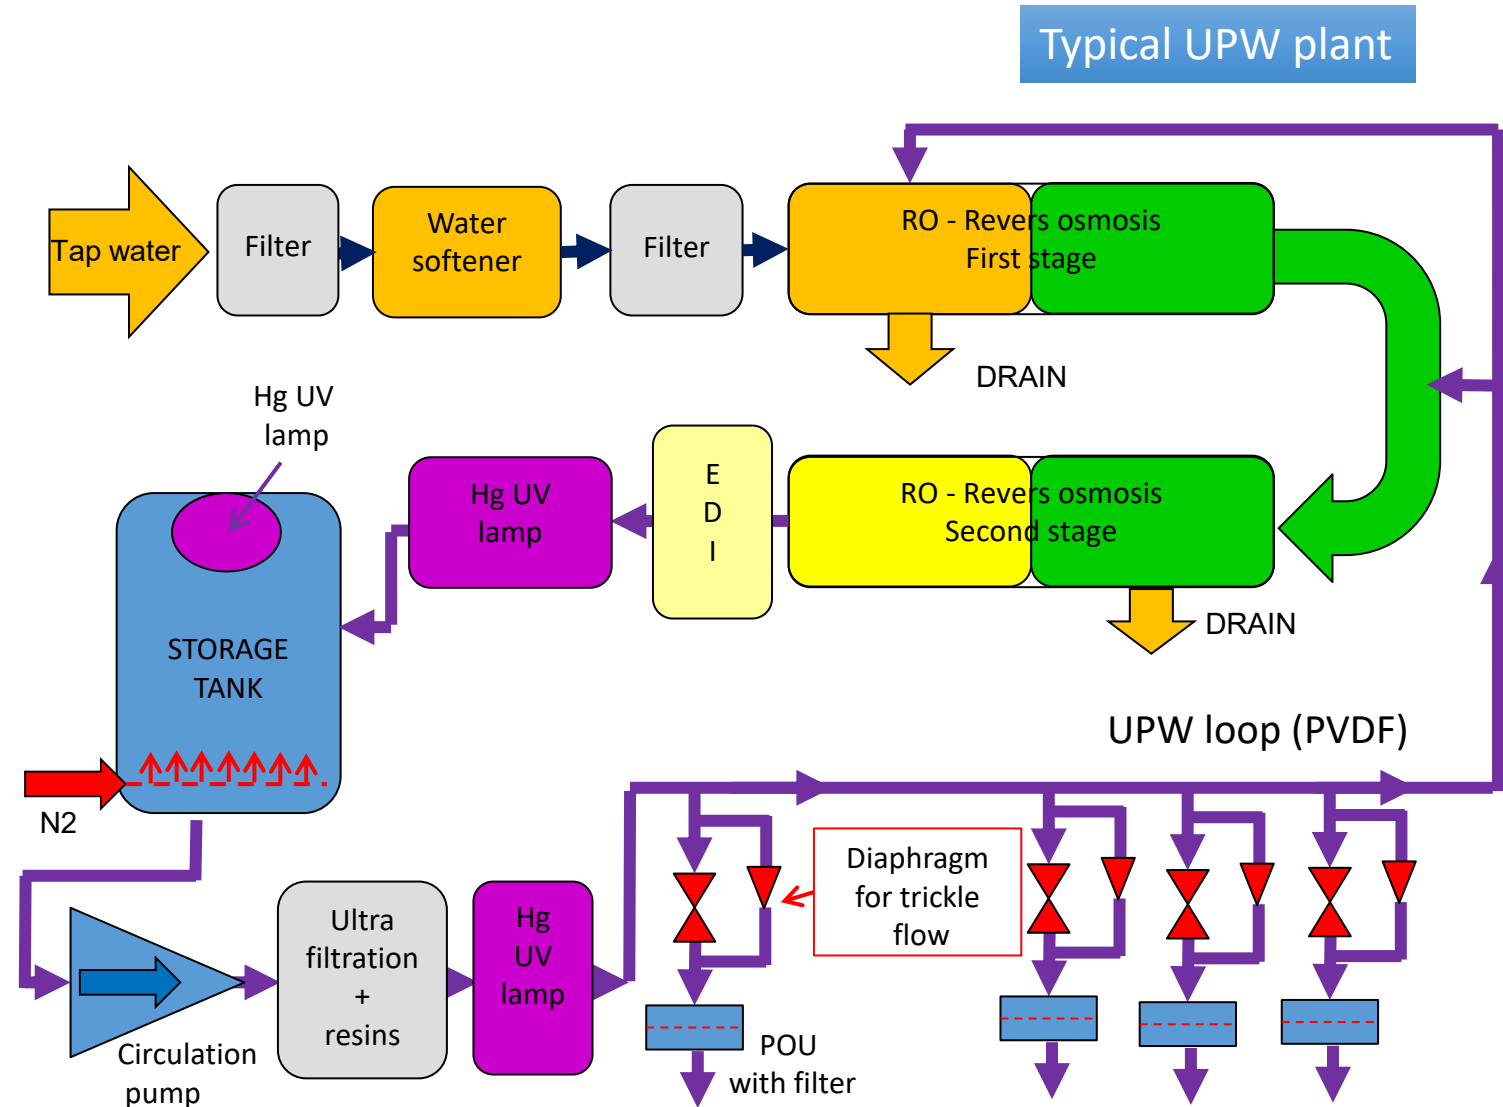 Typical UPW plant
Tap water
Filter
Water
softener
Filter
RO - Revers osmosis
First stage
DRAIN
Hg UV
lamp
STORAGE
TANK
N2
Hg UV
lamp
E
D
I
RO - Revers osmosis
Second stage
DRAIN
UPW loop (PVDF)
Circulation
pump
Ultra
filtration
+
resins
Hg
UV
lamp
Diaphragm
for trickle
flow
POU
with filter